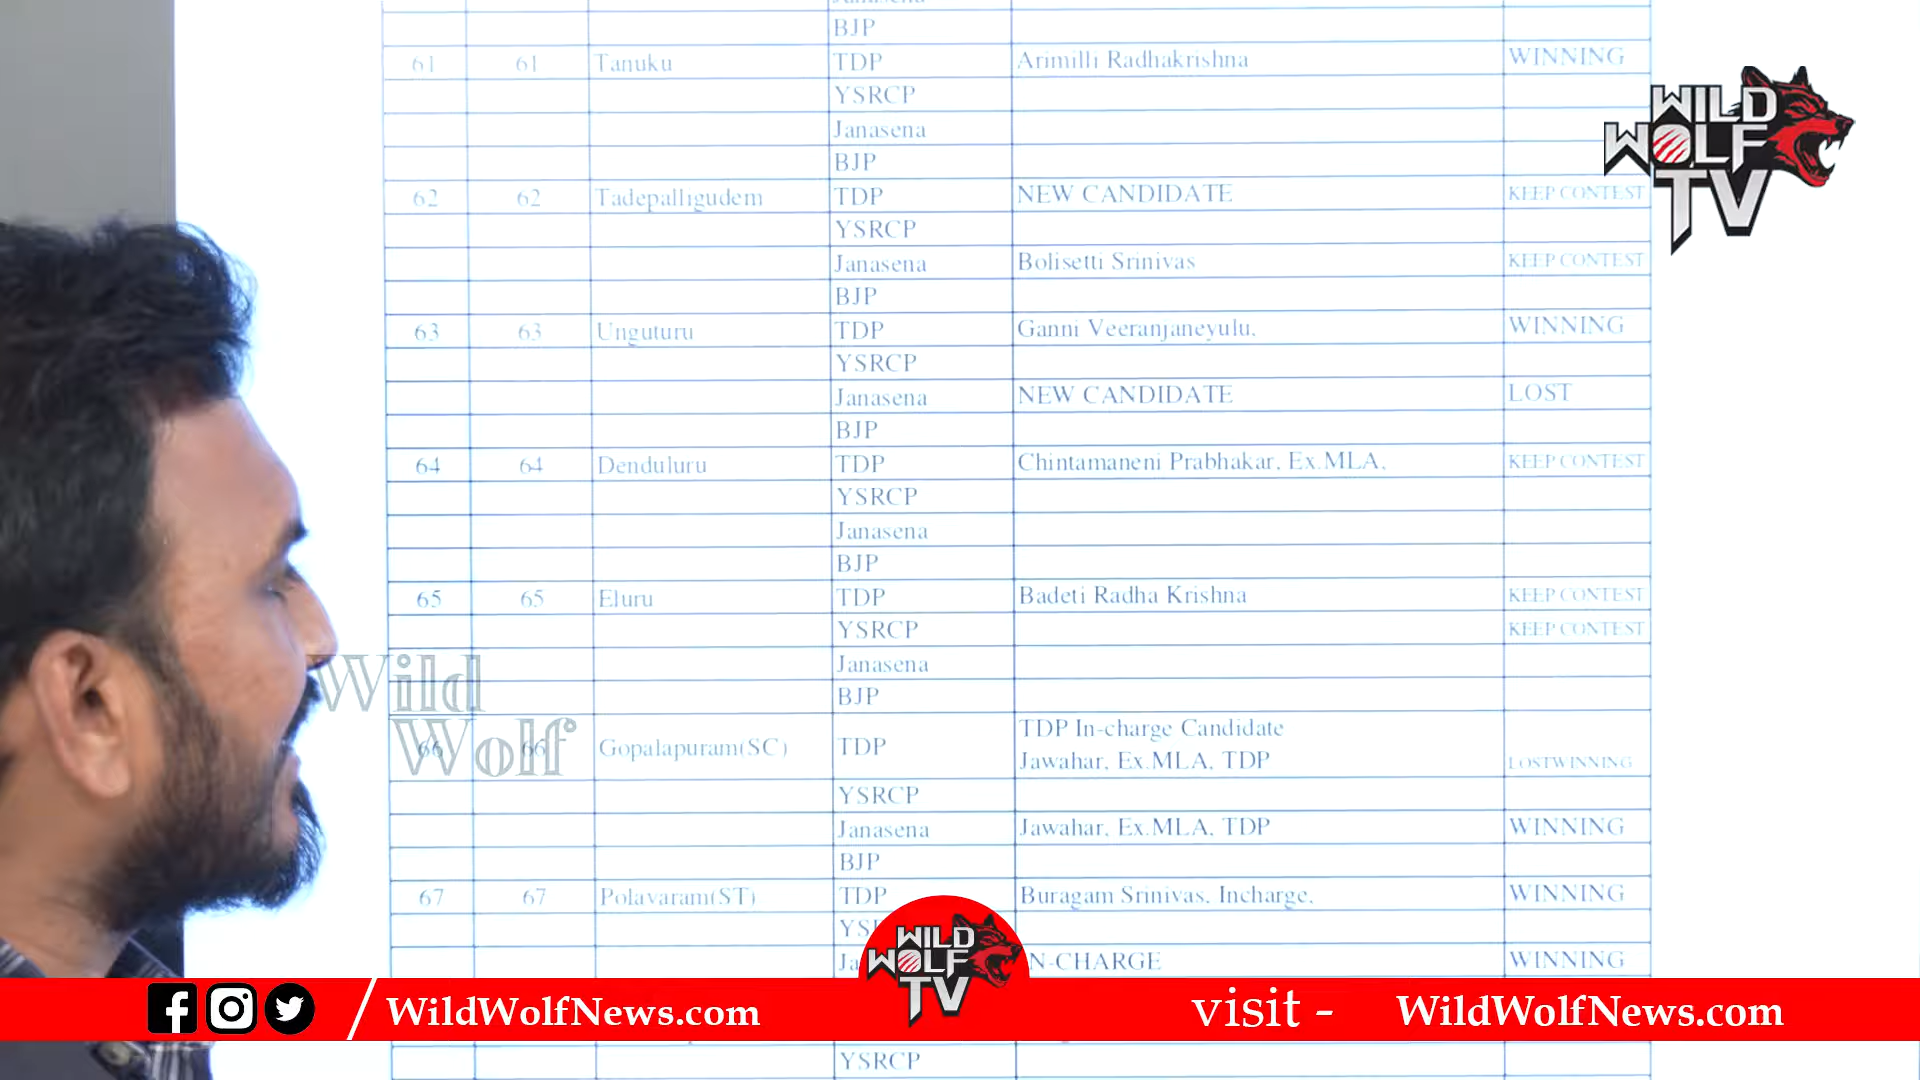 BJP
61 61 Tanuku TDP Arimilli Radhakrishna WINNING
YSRCP
Janasena
BJP
62 62 Tadepalligudem TDP NEW CANDIDATE KEEP CONTEST
YSRCP
Janasena Bolisetti Srinivas KEEP CONTEST
BJP
63 63 Unguturu TDP Ganni Veeranjaneyulu, WINNING
YSRCP
Janasena NEW CANDIDATE LOST
BJP
64 64 Denduluru TDP Chintamaneni Prabhakar, Ex.MLA, KEEP CONTEST
YSRCP
Janasena
BJP
65 65 Eluru TDP Badeti Radha Krishna KEEP CONTEST
YSRCP KEEP CONTEST
Janasena
BJP
66 66 Gopalapuram(SC) TDP TDP In-charge Candidate
Jawahar, Ex.MLA, TDP LOSTWINNING
YSRCP
Janasena Jawahar, Ex.MLA, TDP WINNING
BJP
67 67 Polavaram(ST) TDP Buragam Srinivas, Incharge, WINNING
N-CHARGE WINNING
YSRCP
WILD
WOLF
TV
Wild
Wolf
WILD
WOLF
TV
WildWolfNews.com
visit - WildWolfNews.com